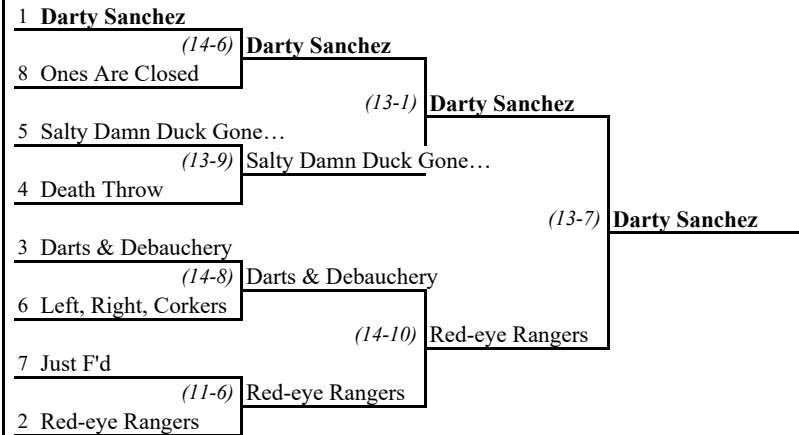 1 Darty Sanchez
(14-6) Darty Sanchez
8 Ones Are Closed
(13-1) Darty Sanchez
5 Salty Damn Duck Gone…
(13-9) Salty Damn Duck Gone…
4 Death Throw
(13-7) Darty Sanchez
3 Darts & Debauchery
(14-8) Darts & Debauchery
6 Left, Right, Corkers
(14-10) Red-eye Rangers
7 Just F'd
(11-6) Red-eye Rangers
2 Red-eye Rangers